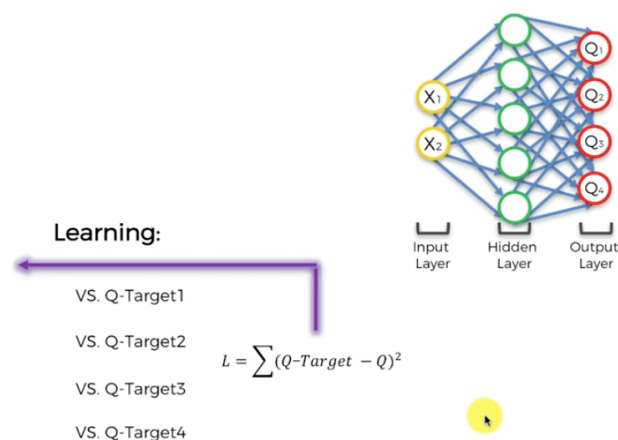 X1
X2
Q1
Q2
Q3
Q4
Input
Layer
Hidden
Layer
Output
Layer
Learning:
VS. Q-Target1
VS. Q-Target2
VS. Q-Target3
VS. Q-Target4
L = ∑(Q-Target − Q)²